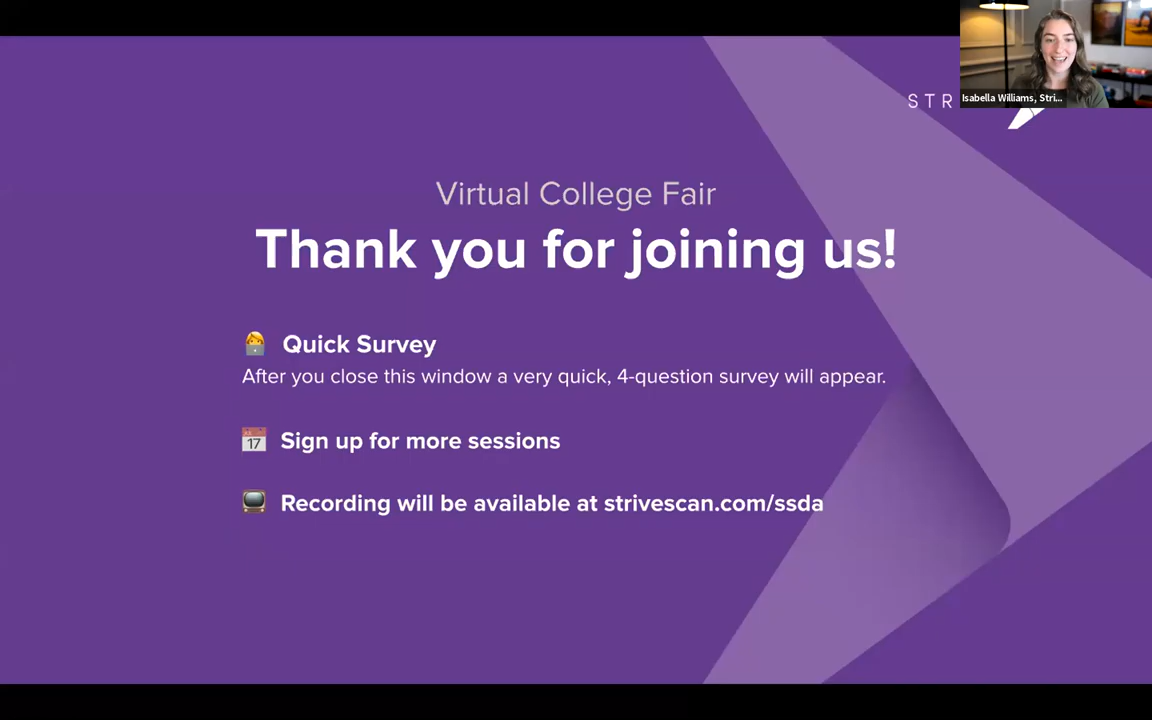 STR
Isabella Williams, Stri...
Virtual College Fair
Thank you for joining us!
Quick Survey
After you close this window a very quick, 4-question survey will appear.
17
Sign up for more sessions
Recording will be available at strivescan.com/ssda